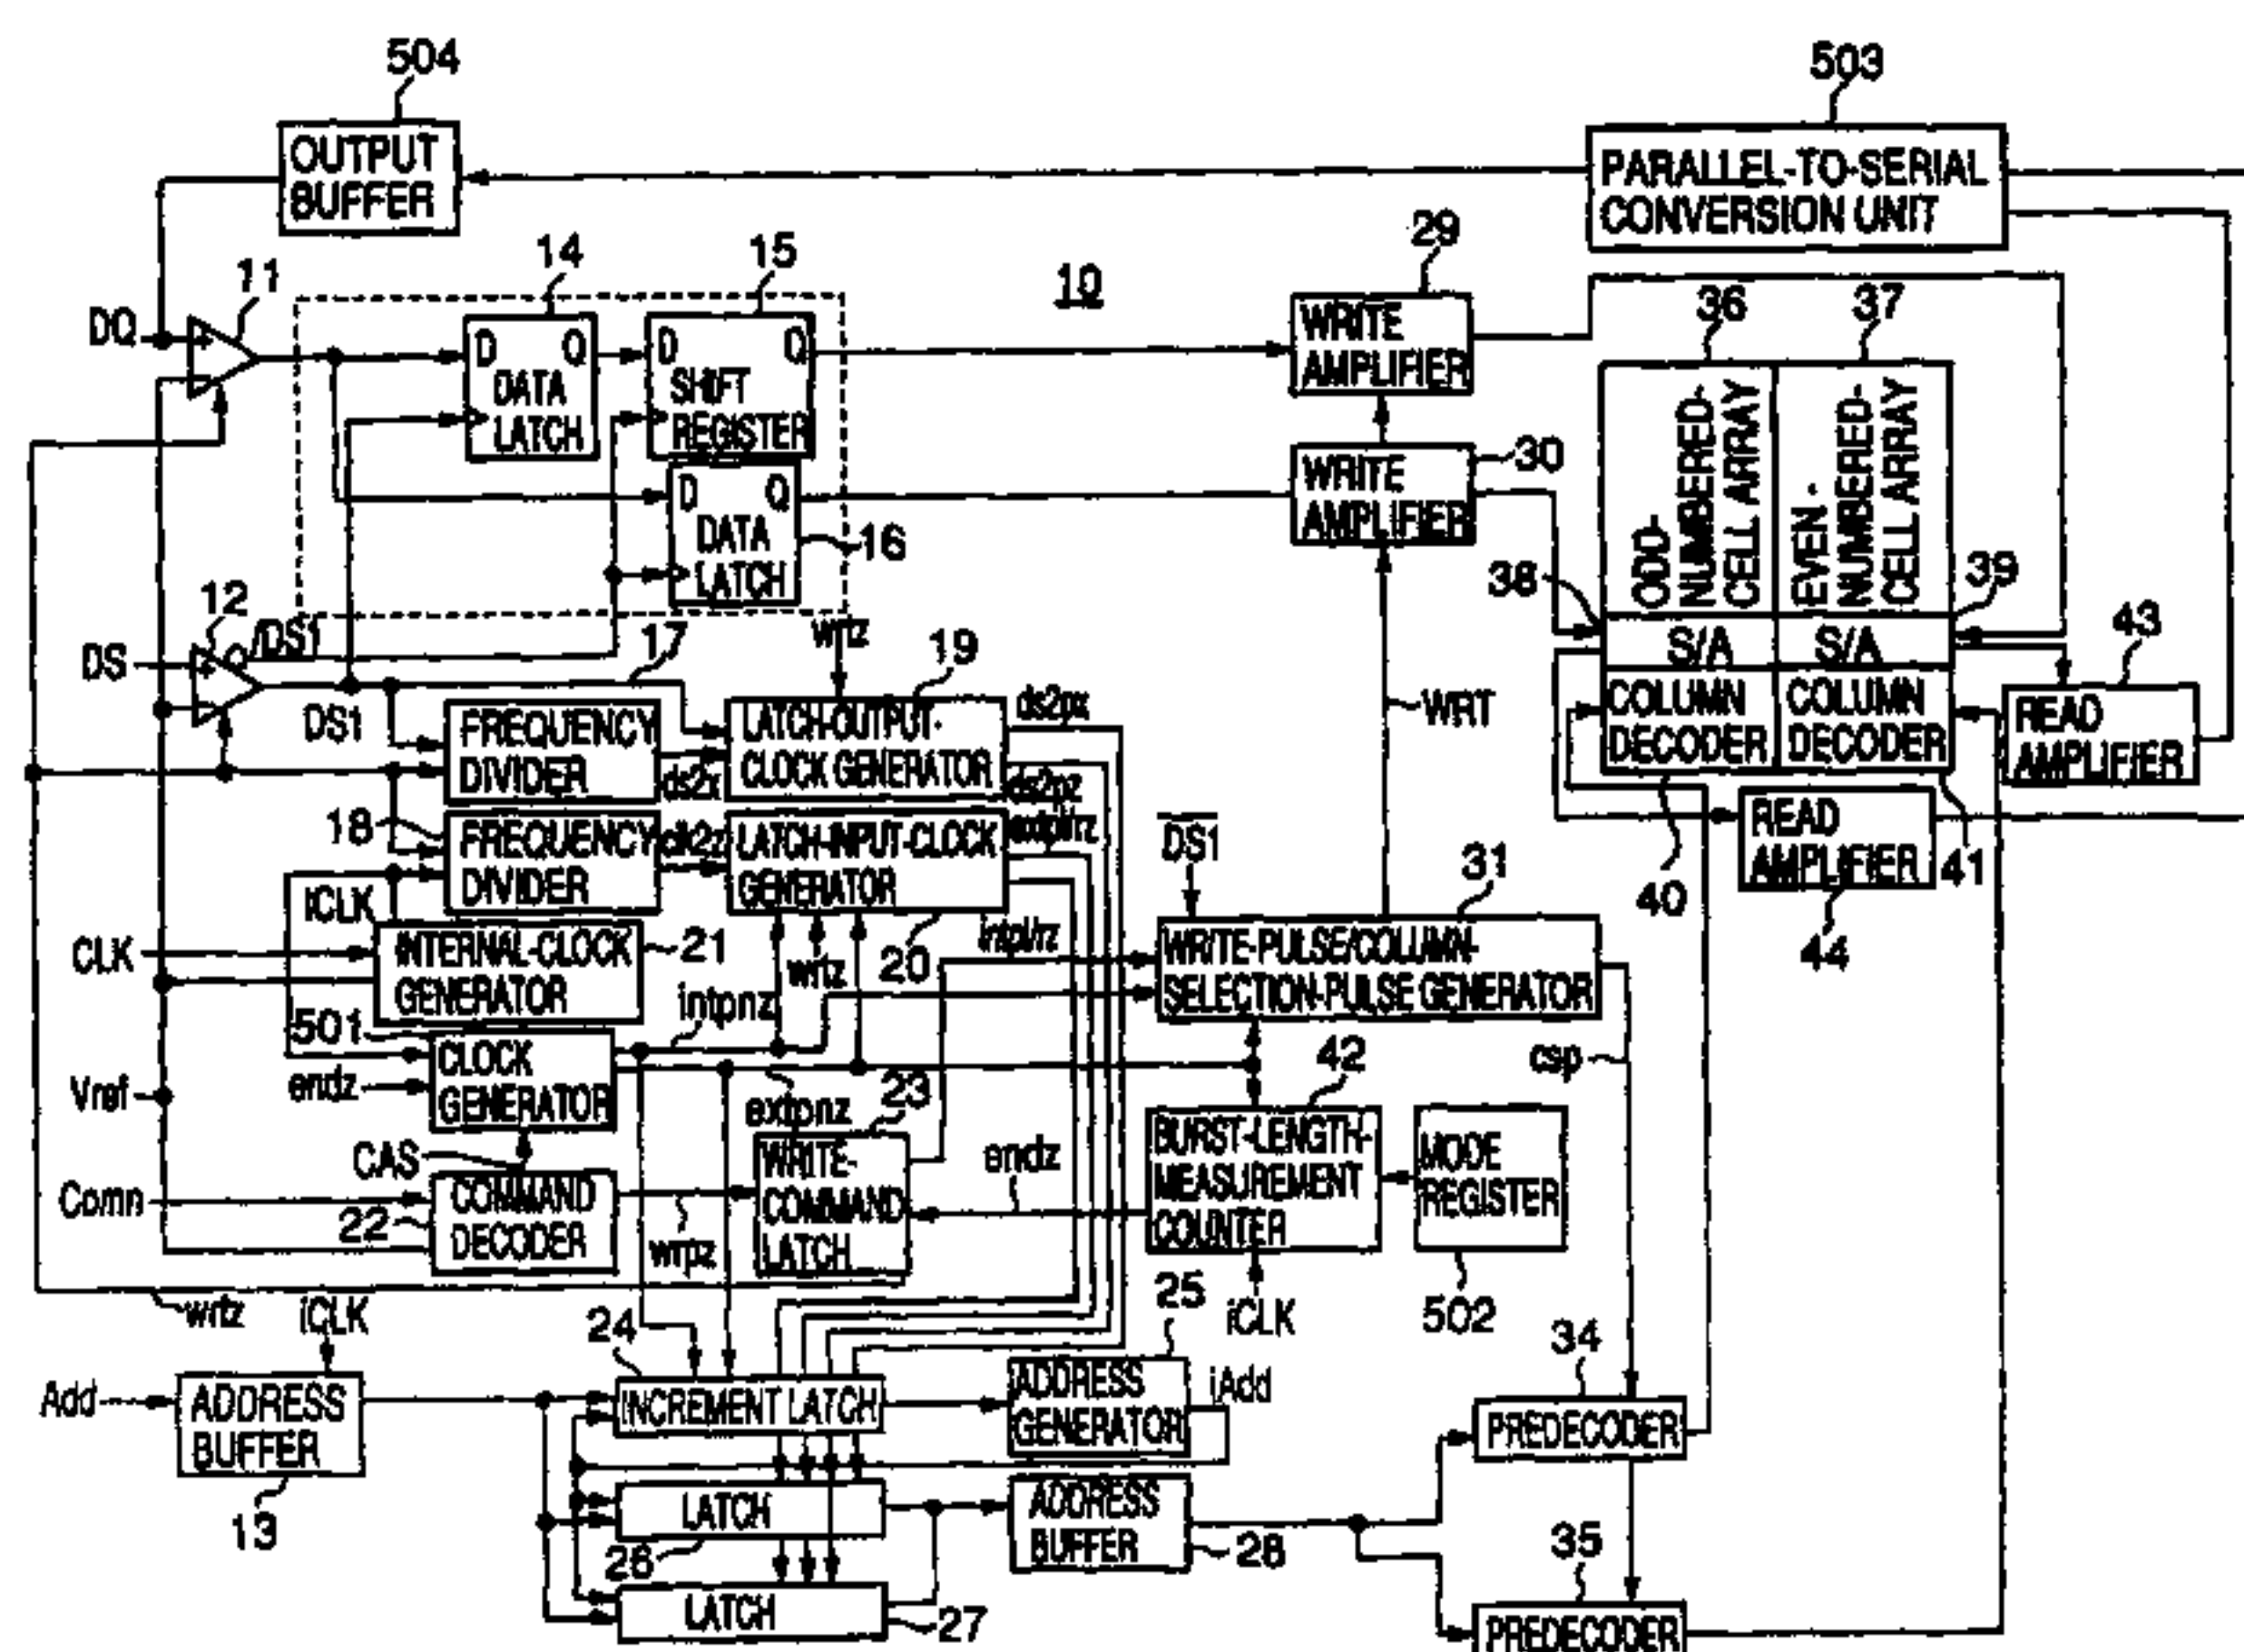 504
503
OUTPUT
BUFFER
PARALLEL-TO-SERIAL
CONVERSION UNIT
14
15
10
29
11
36
37
DQ
D Q
DATA
LATCH
D Q
SHIFT
REGISTER
WRITE
AMPLIFIER
ODD-
NUMBERED-
CELL ARRAY
EVEN-
NUMBERED-
CELL ARRAY
30
WRITE
AMPLIFIER
D Q
DATA
LATCH
16
38
39
12
/DS1
17
wrtz
19
S/A
S/A
43
DS
DS1
FREQUENCY
DIVIDER
ds2x
LATCH-OUTPUT-
CLOCK GENERATOR
ds2px
ds2pz
WRT
COLUMN
DECODER
COLUMN
DECODER
READ
AMPLIFIER
18
FREQUENCY
DIVIDER
clk2z
LATCH-INPUT-CLOCK
GENERATOR
DS1
31
READ
AMPLIFIER
40
41
44
iCLK
CLK
INTERNAL-CLOCK
GENERATOR
21
wrtz
20
WRITE-PULSE/COLUMN-
SELECTION-PULSE GENERATOR
intpnz
501
CLOCK
GENERATOR
endz
42
csp
Vref
extpnz
23
CAS
Comn
22
COMMAND
DECODER
wrpz
WRITE-
COMMAND
LATCH
endz
BURST-LENGTH-
MEASUREMENT
COUNTER
MODE
REGISTER
wrtz
iCLK
24
25
iCLK
502
34
Add
ADDRESS
BUFFER
INCREMENT LATCH
ADDRESS
GENERATOR
iAdd
PREDECODER
13
LATCH
26
ADDRESS
BUFFER
28
35
LATCH
27
PREDECODER